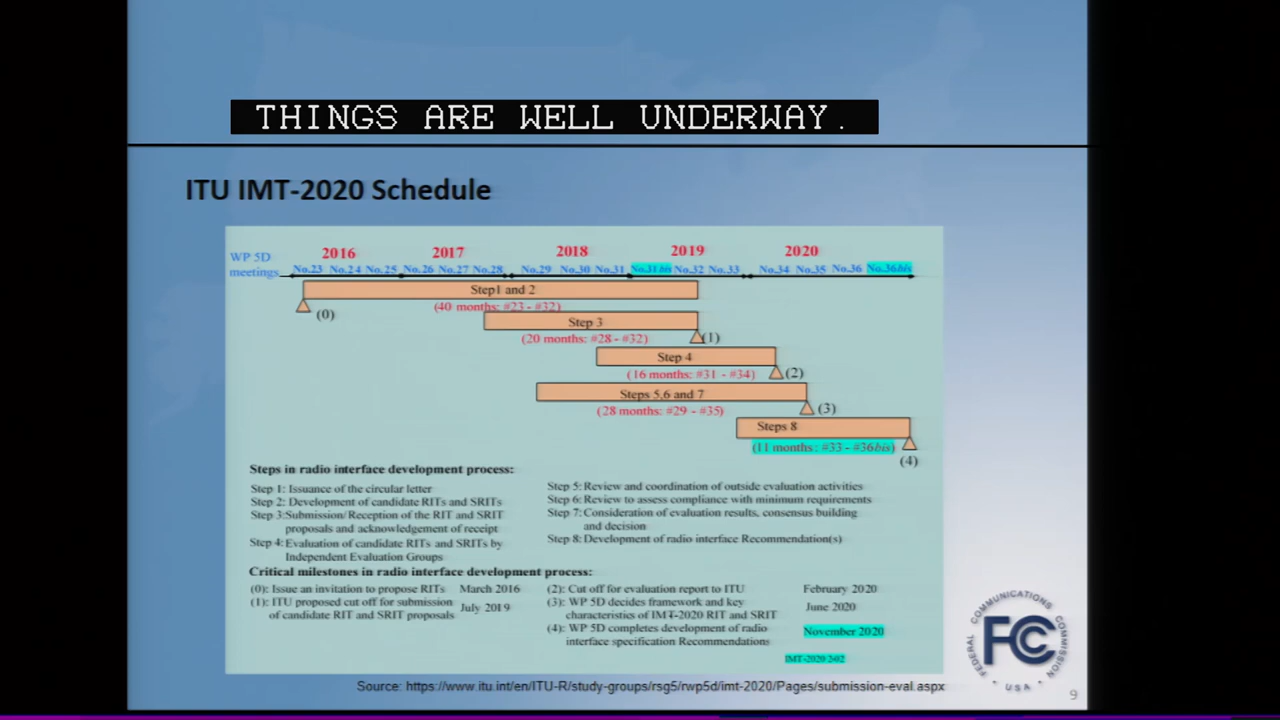 THINGS ARE WELL UNDERWAY.
ITU IMT-2020 Schedule
WP 5D meetings
2016 2017 2018 2019 2020
No.23 No.24 No.25 No.26 No.27 No.28 No.29 No.30 No.31 No.31bis No.32 No.33 No.34 No.35 No.36 No.36bis
Step1 and 2
(0)
(40 months: #23 - #32)
Step 3
(20 months: #28 - #32)
(1)
Step 4
(16 months: #31 - #34)
(2)
Steps 5,6 and 7
(28 months: #29 - #35)
(3)
Steps 8
(11 months : #33 - #36bis)
(4)
Steps in radio interface development process:
Step 1: Issuance of the circular letter
Step 2: Development of candidate RITs and SRITs
Step 3:Submission/Reception of the RIT and SRIT
proposals and acknowledgement of receipt
Step 4:Evaluation of candidate RITs and SRITs by
Independent Evaluation Groups
Step 5:Review and coordination of outside evaluation activities
Step 6:Review to assess compliance with minimum requirements
Step 7:Consideration of evaluation results, consensus building
and decision
Step 8:Development of radio interface Recommendation(s)
Critical milestones in radio interface development process:
(0): Issue an invitation to propose RITs March 2016
(1): ITU proposed cut off for submission
of candidate RIT and SRIT proposals July 2019
(2): Cut off for evaluation report to ITU February 2020
(3): WP 5D decides framework and key
characteristics of IMT-2020 RIT and SRIT June 2020
(4): WP 5D completes development of radio
interface specification Recommendations November 2020
IMT-2020/2-02
Source: https://www.itu.int/en/ITU-R/study-groups/rsg5/rwp5d/imt-2020/Pages/submission-eval.aspx
FEDERAL COMMUNICATIONS COMMISSION
FCC
USA
9